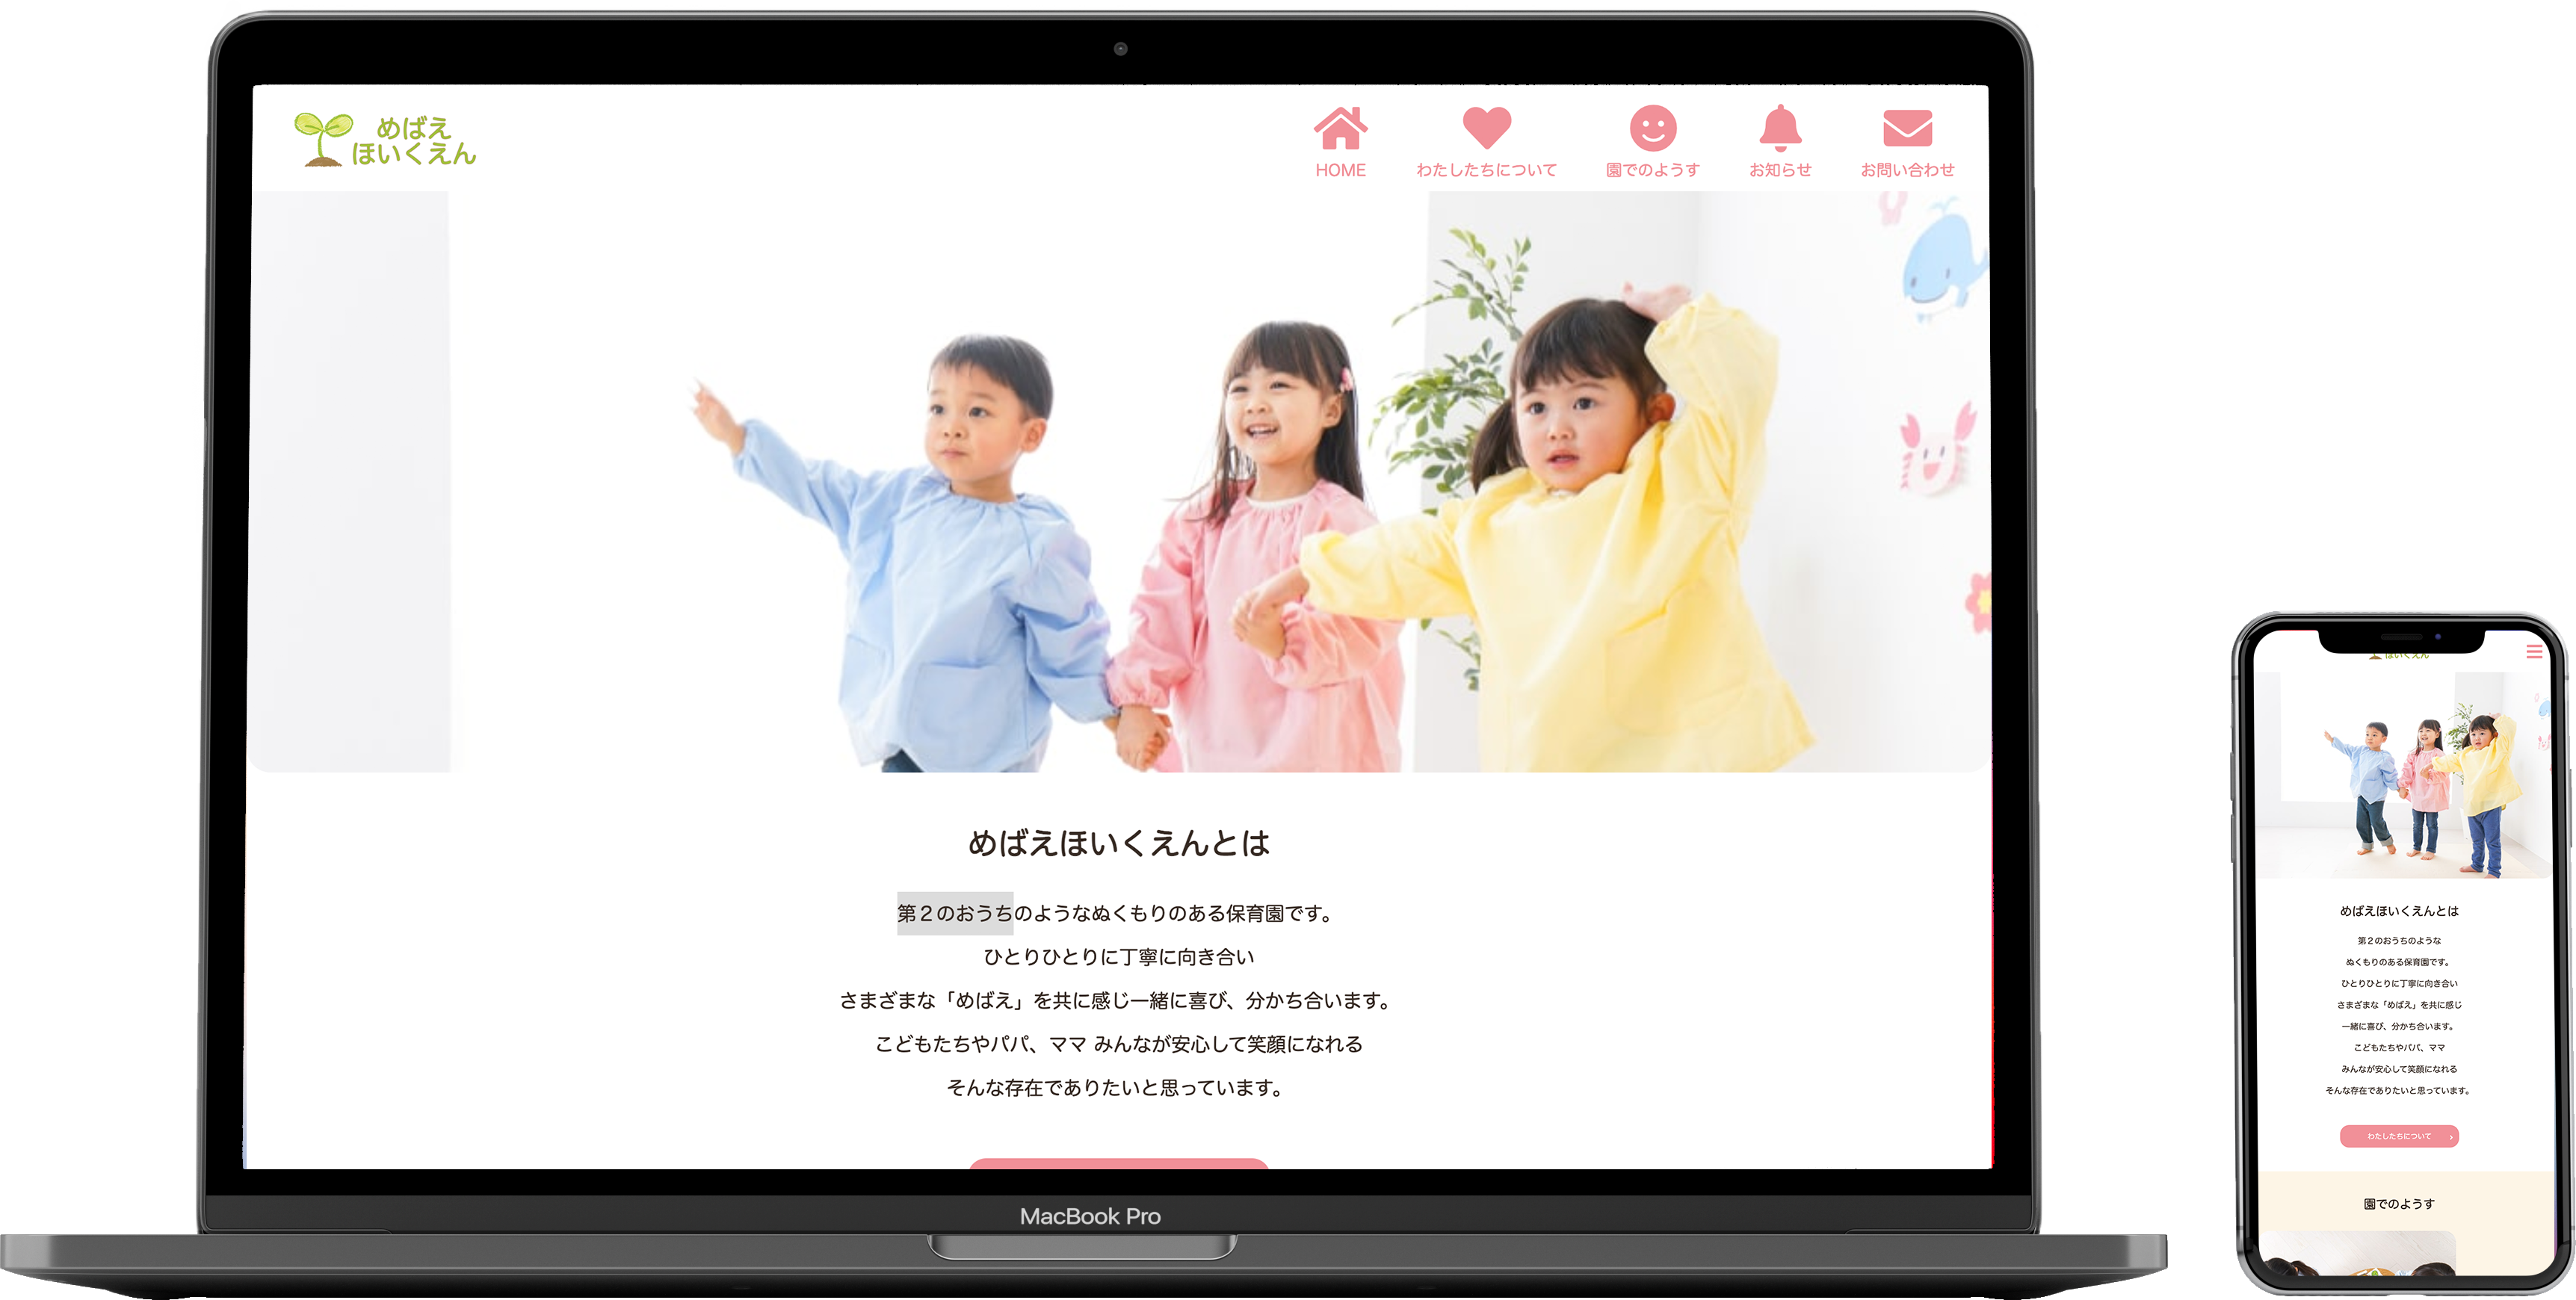 めばえ
ほいくえん
HOME
わたしたちについて
園でのようす
お知らせ
お問い合わせ
めばえほいくえんとは
第２のおうちのようなぬくもりのある保育園です。
ひとりひとりに丁寧に向き合い
さまざまな「めばえ」を共に感じ一緒に喜び、分かち合います。
こどもたちやパパ、ママ みんなが安心して笑顔になれる
そんな存在でありたいと思っています。
MacBook Pro
ほいくえん
めばえほいくえんとは
第２のおうちのような
ぬくもりのある保育園です。
ひとりひとりに丁寧に向き合い
さまざまな「めばえ」を共に感じ
一緒に喜び、分かち合います。
こどもたちやパパ、ママ
みんなが安心して笑顔になれる
そんな存在でありたいと思っています。
わたしたちについて
園でのようす